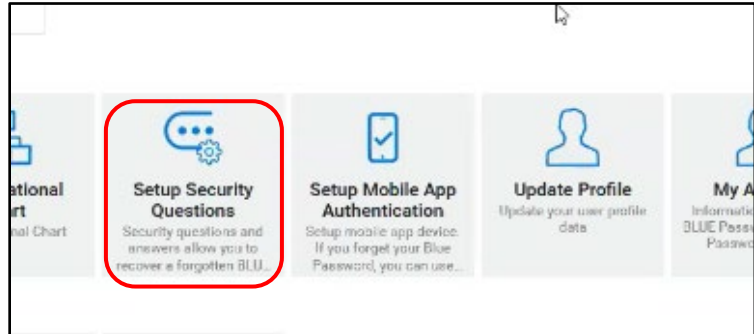 ational
rt
nal Chart
Setup Security
Questions
Security questions and
answers allow you to
recover a forgotten BLU...
Setup Mobile App
Authentication
Setup mobile app device.
If you forget your Blue
Password, you can use...
Update Profile
Update your user profile
data
My A
Informatio
BLUE Passw
Passwo